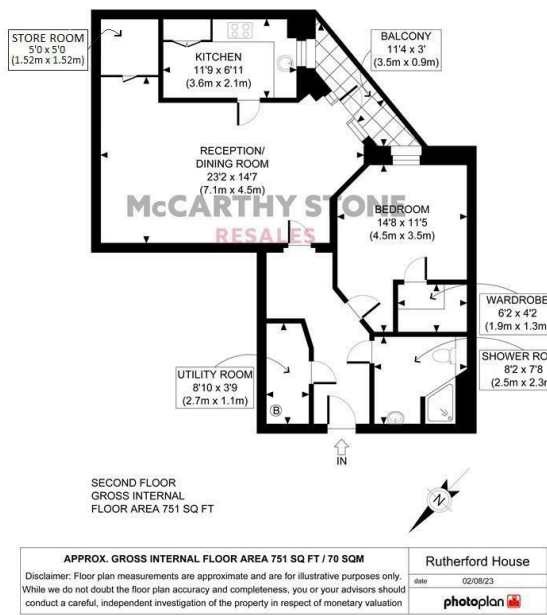 STORE ROOM
5'0 x 5'0
(1.52m x 1.52m)
KITCHEN
11'9 x 6'11
(3.6m x 2.1m)
BALCONY
11'4 x 3'
(3.5m x 0.9m)
RECEPTION/
DINING ROOM
23'2 x 14'7
(7.1m x 4.5m)
McCARTHY STONE
RESALES
BEDROOM
14'8 x 11'5
(4.5m x 3.5m)
WARDROBE
6'2 x 4'2
(1.9m x 1.3m
SHOWER RO
8'2 x 7'8
(2.5m x 2.3m
UTILITY ROOM
8'10 x 3'9
(2.7m x 1.1m)
B
IN
SECOND FLOOR
GROSS INTERNAL
FLOOR AREA 751 SQ FT
N
APPROX. GROSS INTERNAL FLOOR AREA 751 SQ FT / 70 SQM
Disclaimer: Floor plan measurements are approximate and are for illustrative purposes only.
While we do not doubt the floor plan accuracy and completeness, you or your advisors should
conduct a careful, independent investigation of the property in respect of monetary valuation
Rutherford House
date 02/08/23
photoplan